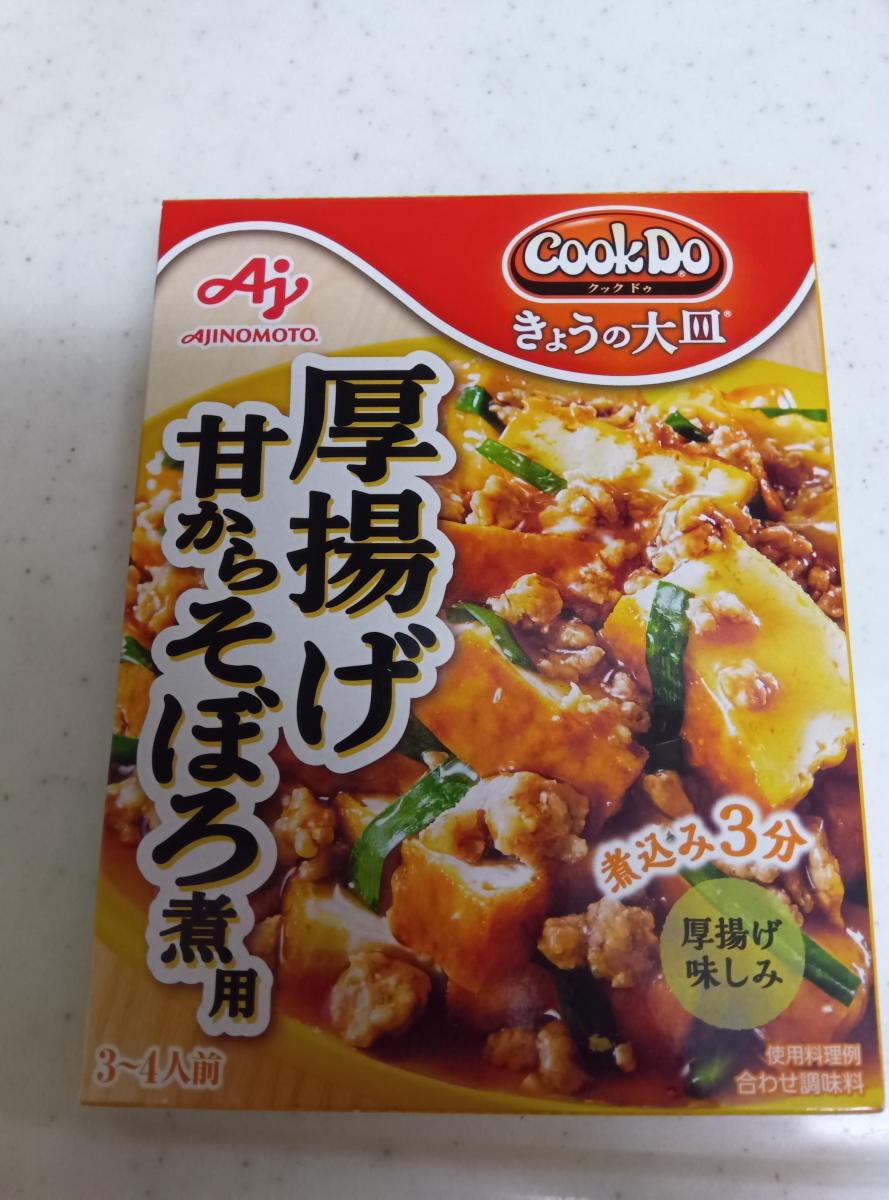 Aj
AJINOMOTO®
CookDo®
クックドゥ
きょうの大皿®
厚揚げ
甘からそぼろ煮用
煮込み3分
厚揚げ
味しみ
3~4人前
使用料理例
合わせ調味料